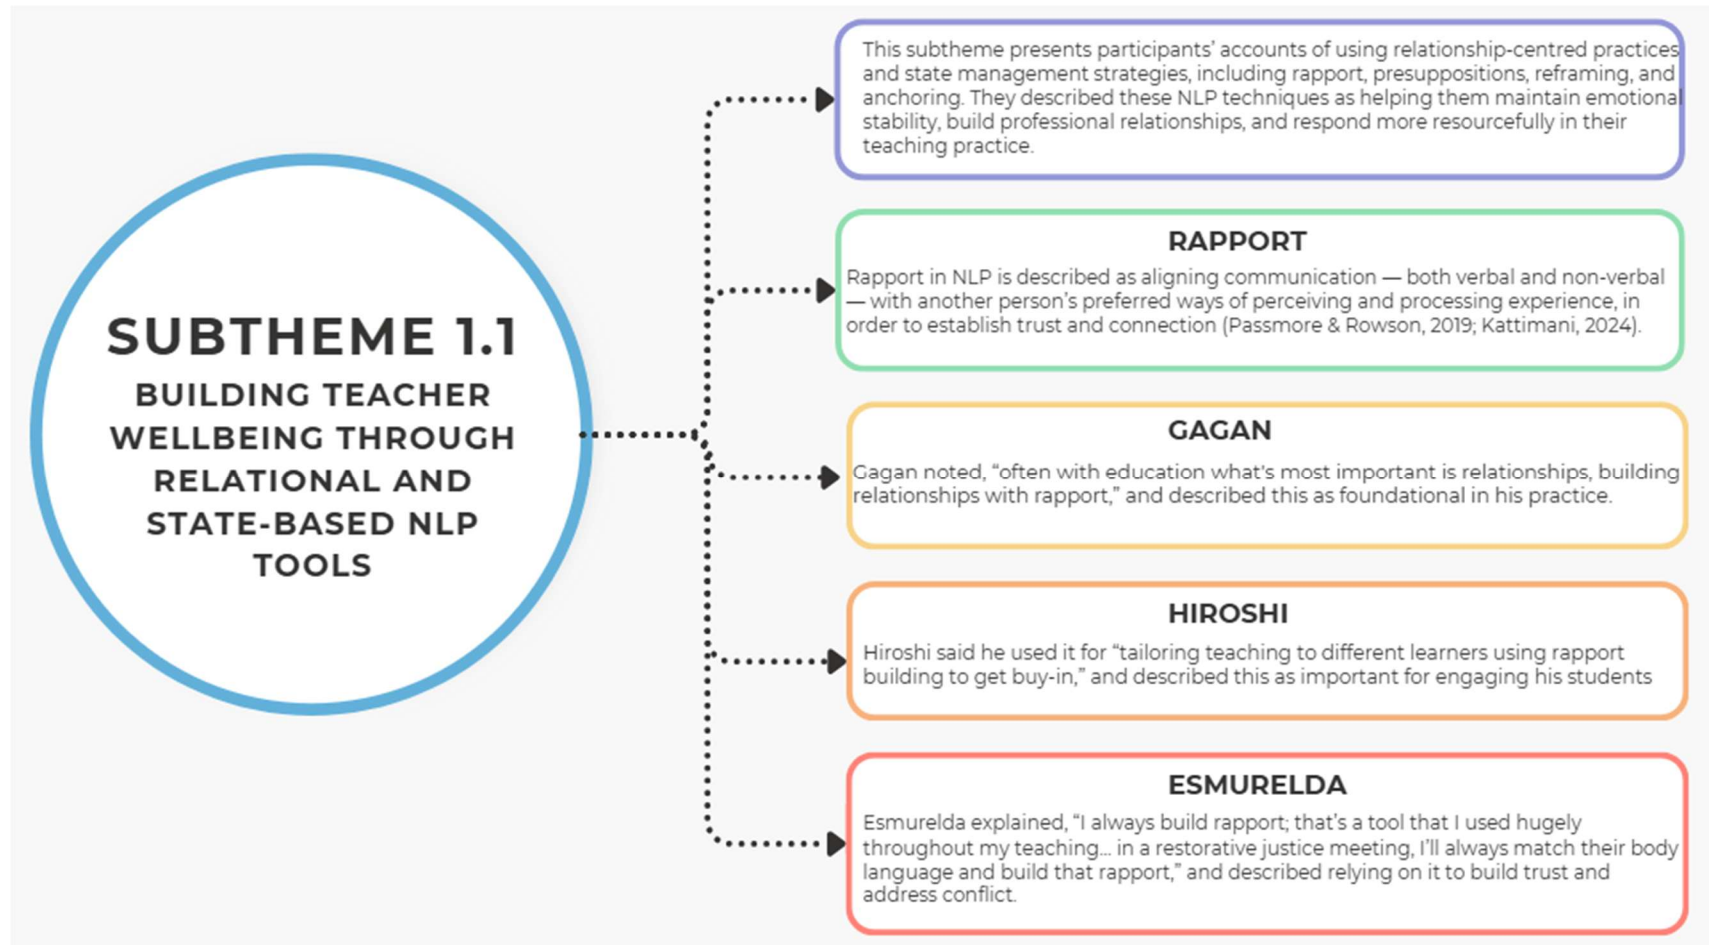 SUBTHEME 1.1
BUILDING TEACHER
WELLBEING THROUGH
RELATIONAL AND
STATE-BASED NLP
TOOLS
This subtheme presents participants’ accounts of using relationship-centred practices
and state management strategies, including rapport, presuppositions, reframing, and
anchoring. They described these NLP techniques as helping them maintain emotional
stability, build professional relationships, and respond more resourcefully in their
teaching practice.
RAPPORT
Rapport in NLP is described as aligning communication — both verbal and non-verbal
— with another person’s preferred ways of perceiving and processing experience, in
order to establish trust and connection (Passmore & Rowson, 2019; Kattimani, 2024).
GAGAN
Gagan noted, “often with education what's most important is relationships, building
relationships with rapport,” and described this as foundational in his practice.
HIROSHI
Hiroshi said he used it for “tailoring teaching to different learners using rapport
building to get buy-in,” and described this as important for engaging his students
ESMURELDA
Esmurelda explained, “I always build rapport; that’s a tool that I used hugely
throughout my teaching... in a restorative justice meeting, I’ll always match their body
language and build that rapport,” and described relying on it to build trust and
address conflict.